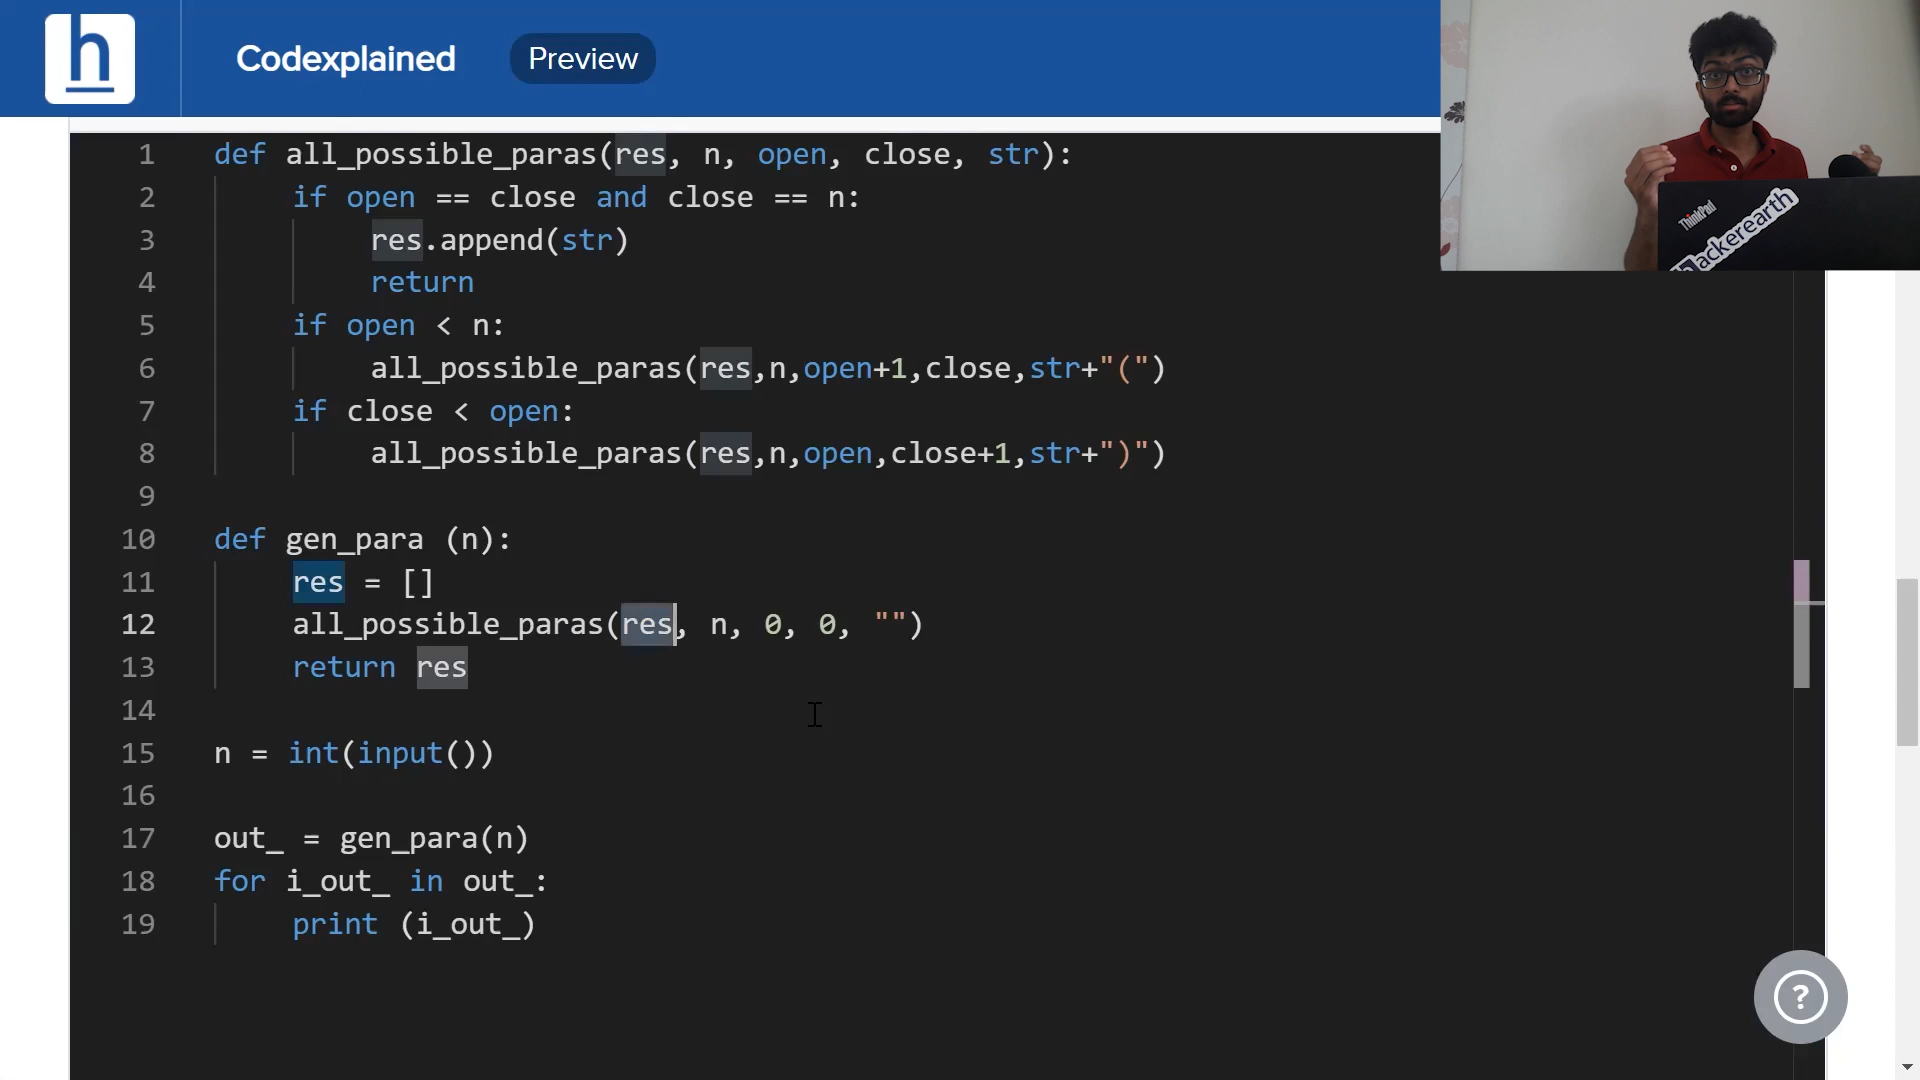 h
Codexplained
Preview
1 def all_possible_paras(res, n, open, close, str):
2 if open == close and close == n:
3 res.append(str)
4 return
5 if open < n:
6 all_possible_paras(res,n,open+1,close,str+"(")
7 if close < open:
8 all_possible_paras(res,n,open,close+1,str+")")
9
10 def gen_para (n):
11 res = []
12 all_possible_paras(res, n, 0, 0, "")
13 return res
14
15 n = int(input())
16
17 out_ = gen_para(n)
18 for i_out_ in out_:
19 print (i_out_)
ThinkPad
hackerearth
?